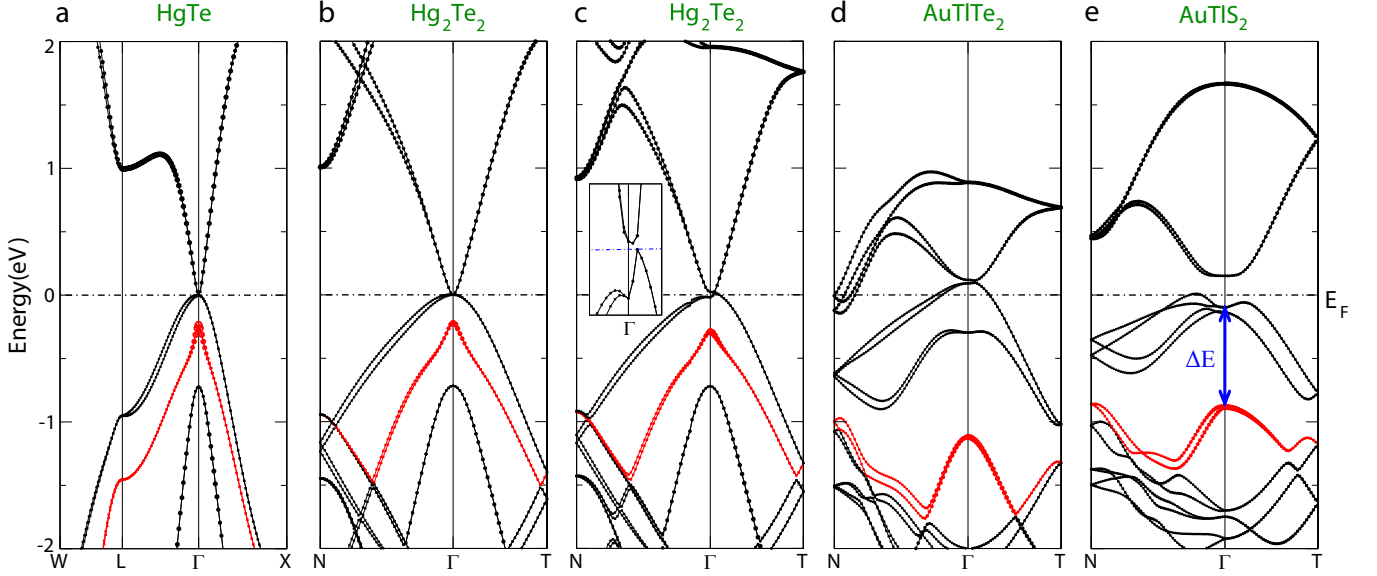 a HgTe b Hg2Te2 c Hg2Te2 d AuTlTe2 e AuTlS2
2
1
0
-1
-2
Energy(eV)
Γ
EF
ΔE
W L Γ X N Γ T N Γ T N Γ T N Γ T